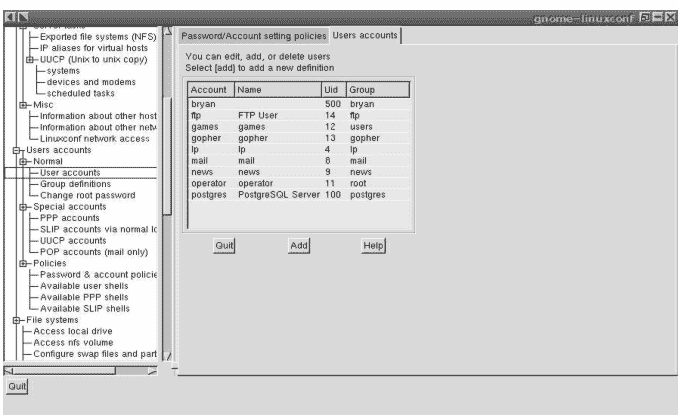 gnome-linuxconf
Exported file systems (NFS)
IP aliases for virtual hosts
UUCP (Unix to unix copy)
systems
devices and modems
scheduled tasks
Misc
Information about other host
Information about other netw
Linuxconf network access
Users accounts
Normal
User accounts
Group definitions
Change root password
Special accounts
PPP accounts
SLIP accounts via normal lo
UUCP accounts
POP accounts (mail only)
Policies
Password & account policie
Available user shells
Available PPP shells
Available SLIP shells
File systems
Access local drive
Access nfs volume
Configure swap files and part
Quit
Password/Account setting policies Users accounts
You can edit, add, or delete users
Select [add] to add a new definition
Account Name Uid Group
bryan 500 bryan
ftp FTP User 14 ftp
games games 12 users
gopher gopher 13 gopher
lp lp 4 lp
mail mail 8 mail
news news 9 news
operator operator 11 root
postgres PostgreSQL Server 100 postgres
Quit Add Help